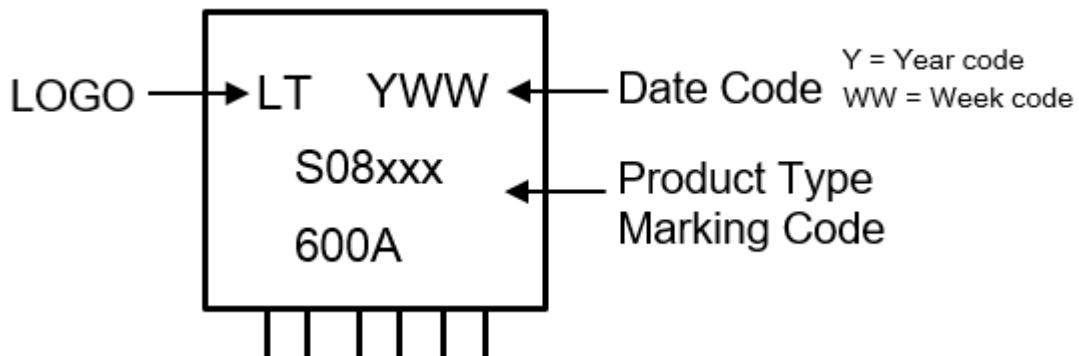 LOGO
LT YWW
Date Code
Y = Year code
WW = Week code
S08xxx
600A
Product Type
Marking Code